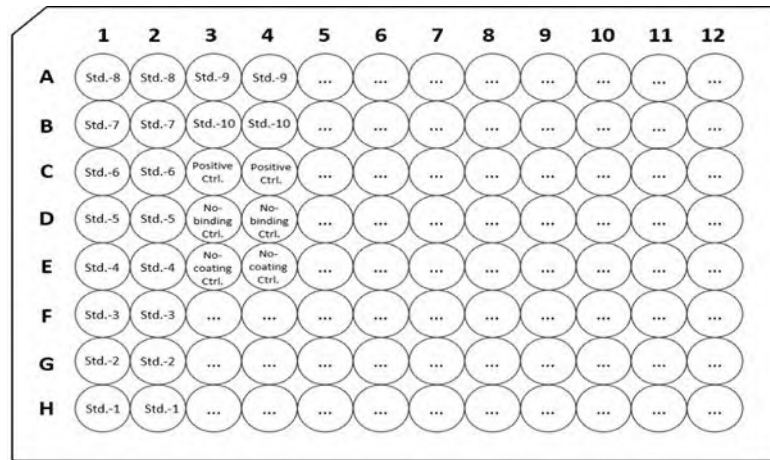 1 2 3 4 5 6 7 8 9 10 11 12
A Std.-8 Std.-8 Std.-9 Std.-9 ... ... ... ... ... ... ... ...
B Std.-7 Std.-7 Std.-10 Std.-10 ... ... ... ... ... ... ... ...
C Std.-6 Std.-6 Positive Ctrl. Positive Ctrl. ... ... ... ... ... ... ... ...
D Std.-5 Std.-5 No-binding Ctrl. No-binding Ctrl. ... ... ... ... ... ... ... ...
E Std.-4 Std.-4 No-coating Ctrl. No-coating Ctrl. ... ... ... ... ... ... ... ...
F Std.-3 Std.-3 ... ... ... ... ... ... ... ... ... ...
G Std.-2 Std.-2 ... ... ... ... ... ... ... ... ... ...
H Std.-1 Std.-1 ... ... ... ... ... ... ... ... ... ...